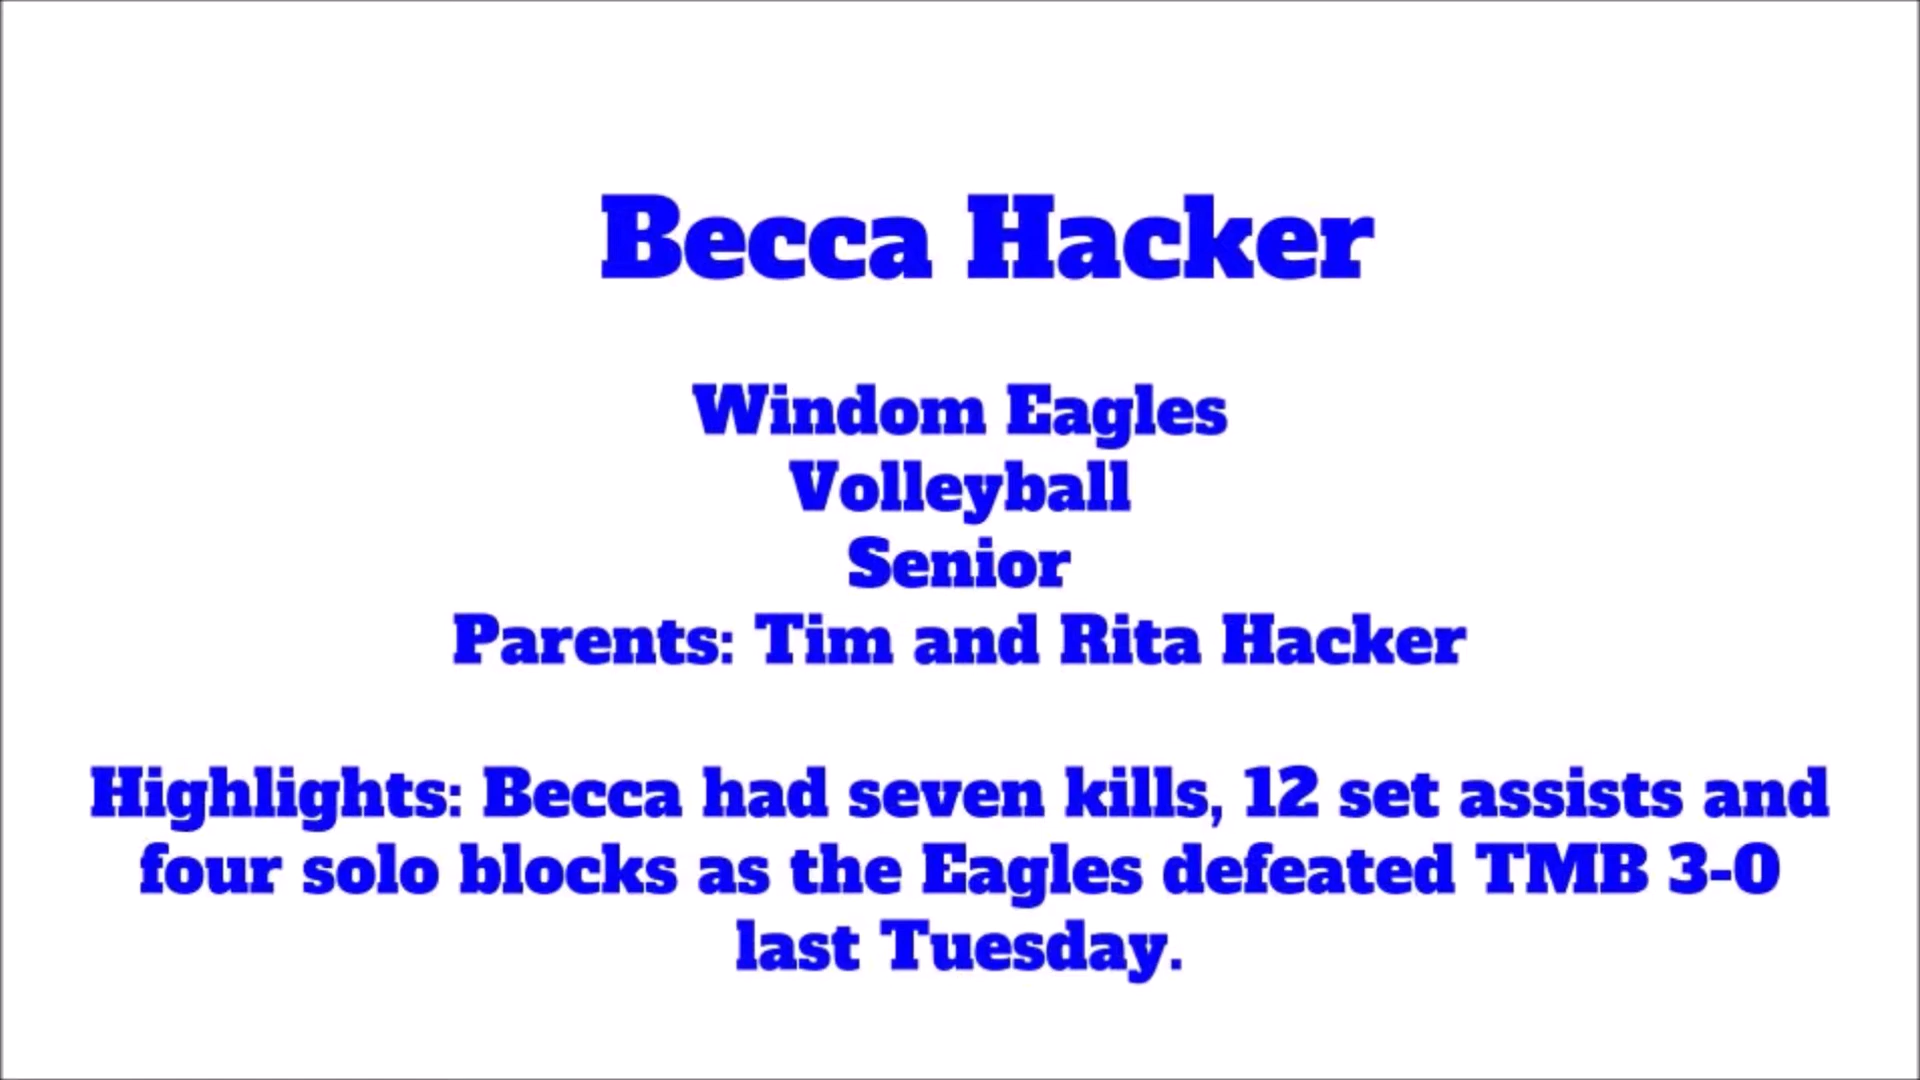 Becca Hacker
Windom Eagles
Volleyball
Senior
Parents: Tim and Rita Hacker
Highlights: Becca had seven kills, 12 set assists and
four solo blocks as the Eagles defeated TMB 3-0
last Tuesday.